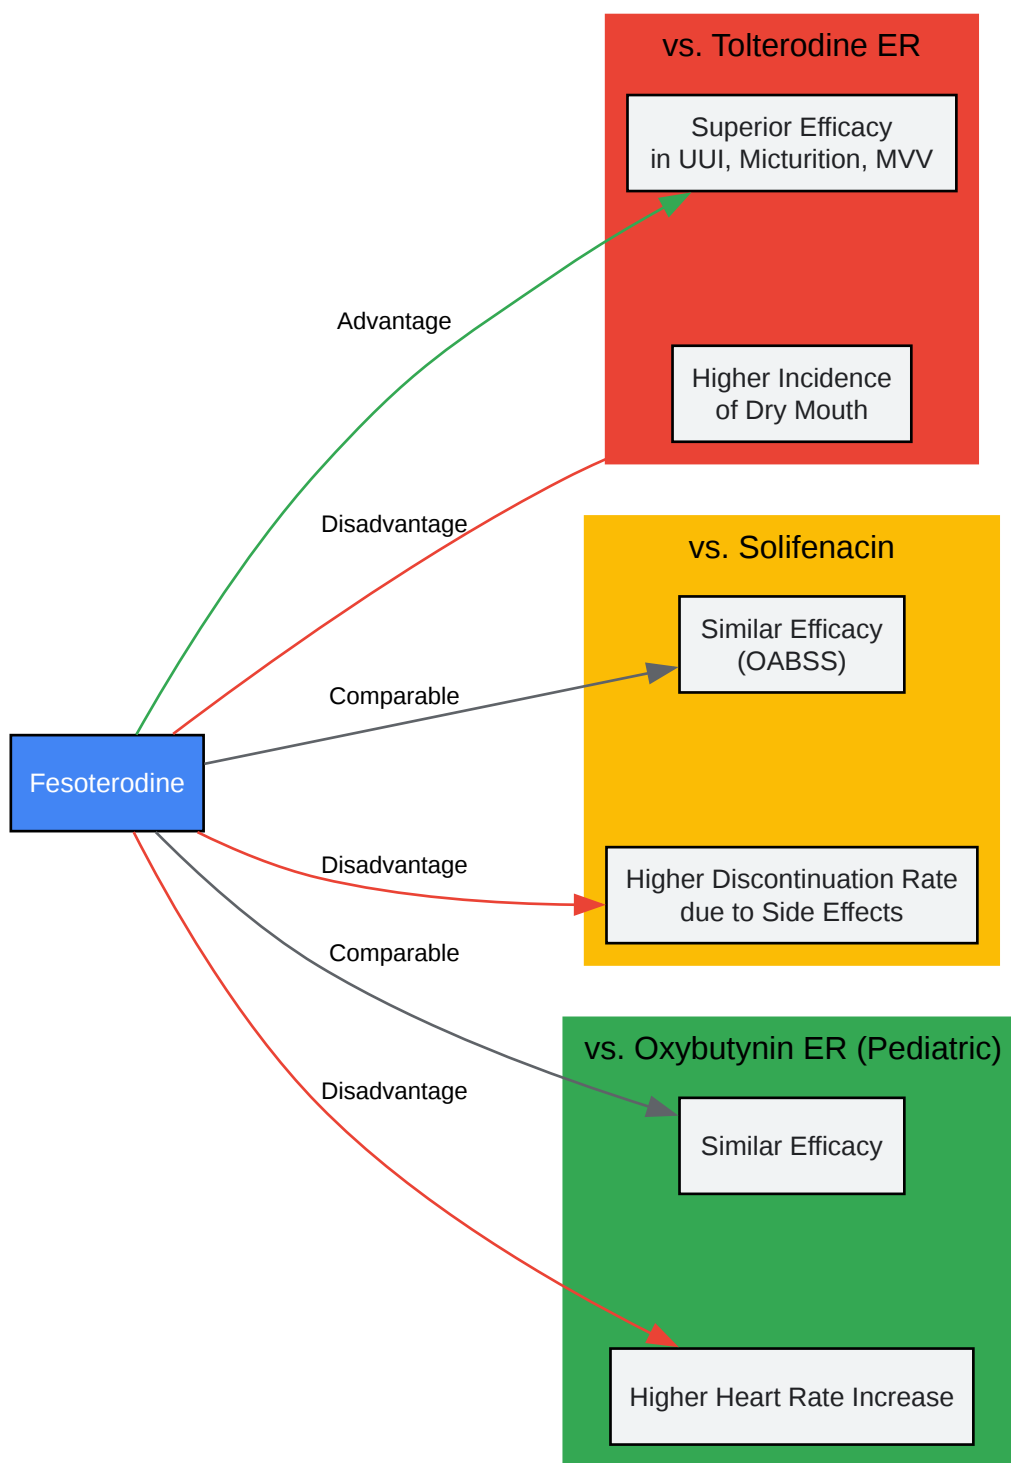 vs. Tolterodine ER
Superior Efficacy
in UUI, Micturition, MVV
Advantage
Higher Incidence
of Dry Mouth
Disadvantage
vs. Solifenacin
Similar Efficacy
(OABSS)
Comparable
Fesoterodine
Disadvantage
Higher Discontinuation Rate
due to Side Effects
Comparable
vs. Oxybutynin ER (Pediatric)
Disadvantage
Similar Efficacy
Higher Heart Rate Increase